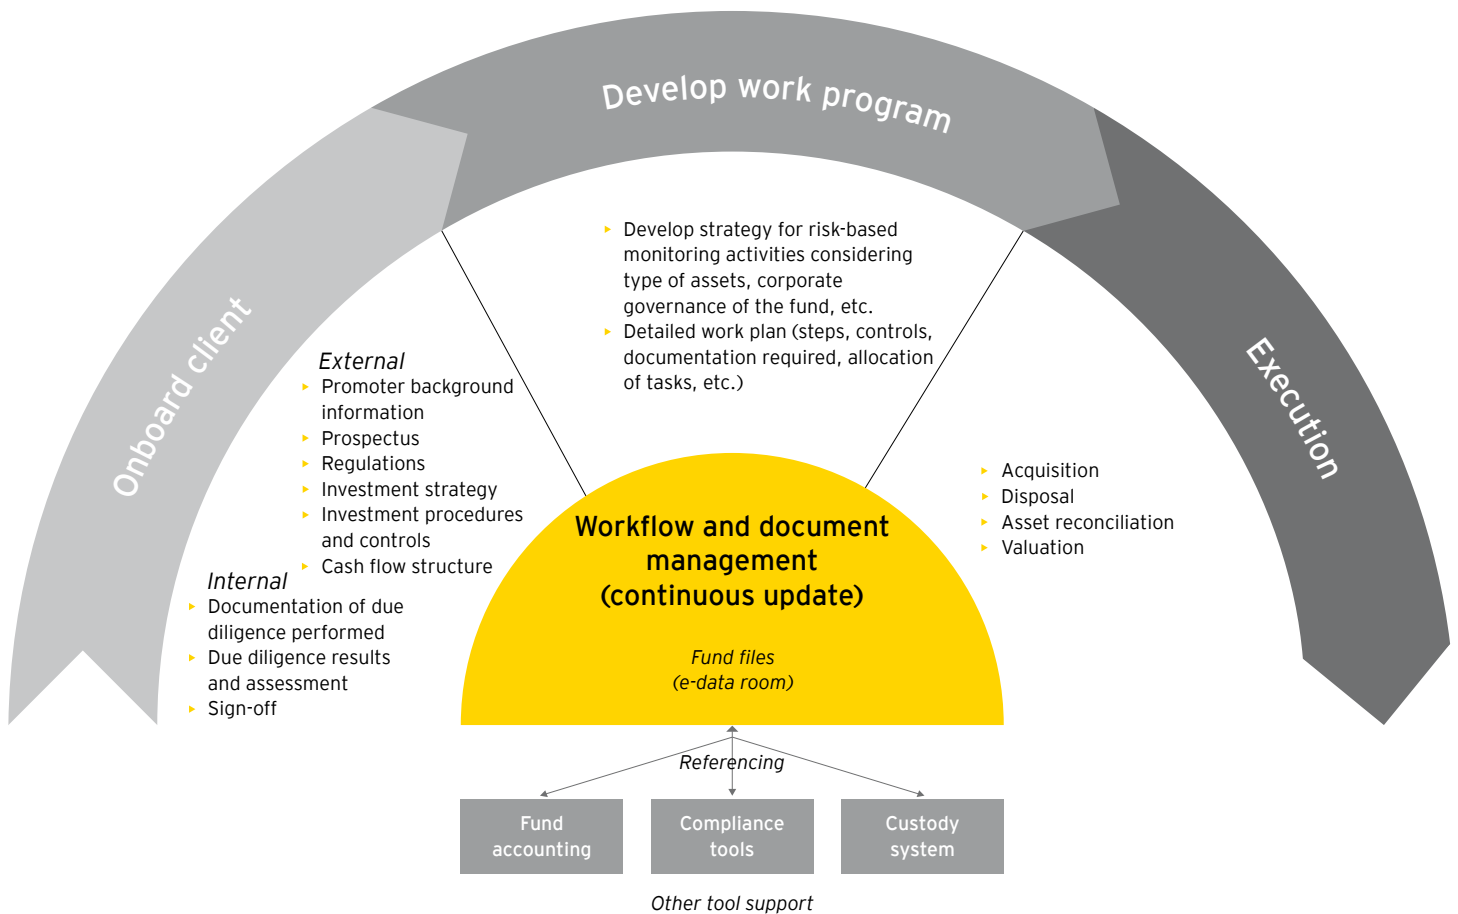 Develop work program
Onboard client
Execution
▸ Develop strategy for risk-based
monitoring activities considering
type of assets, corporate
governance of the fund, etc.
▸ Detailed work plan (steps, controls,
documentation required, allocation
of tasks, etc.)
External
▸ Promoter background
information
▸ Prospectus
▸ Regulations
▸ Investment strategy
▸ Investment procedures
and controls
▸ Cash flow structure
Internal
▸ Documentation of due
diligence performed
▸ Due diligence results
and assessment
▸ Sign-off
▸ Acquisition
▸ Disposal
▸ Asset reconciliation
▸ Valuation
Workflow and document
management
(continuous update)
Fund files
(e-data room)
Referencing
Fund
accounting
Compliance
tools
Custody
system
Other tool support